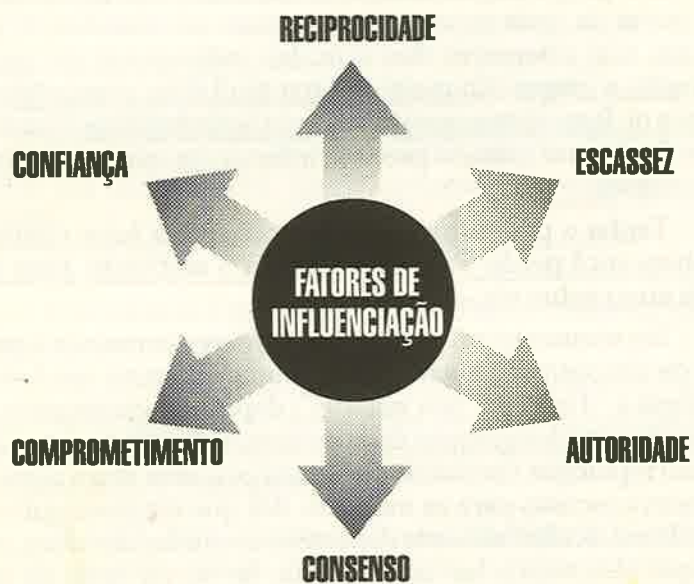 RECIPROCIDADE
CONFIANÇA
ESCASSEZ
FATORES DE
INFLUENCIAÇÃO
COMPROMETIMENTO
AUTORIDADE
CONSENSO